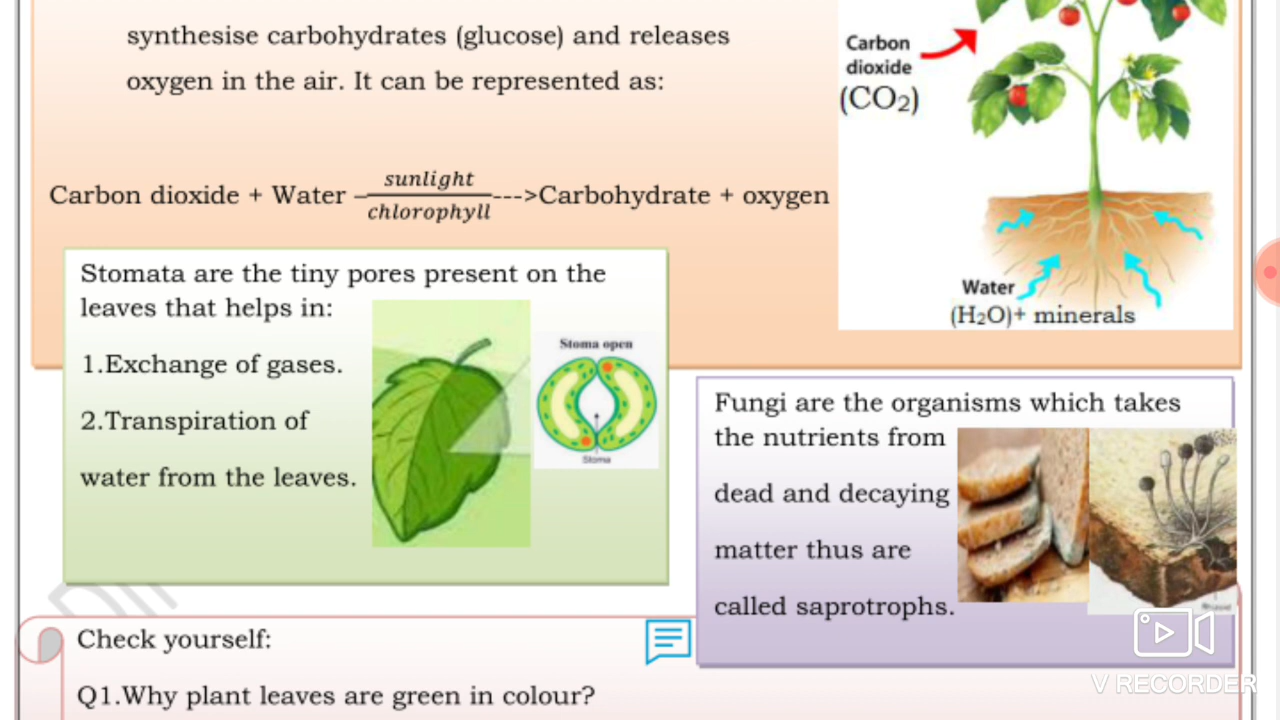 synthesise carbohydrates (glucose) and releases
oxygen in the air. It can be represented as:
Carbon dioxide + Water –sunlight/chlorophyll--->Carbohydrate + oxygen
Carbon
dioxide
(CO₂)
Water
(H₂O)+ minerals
Stomata are the tiny pores present on the
leaves that helps in:
1.Exchange of gases.
2.Transpiration of
water from the leaves.
Stoma open
Stoma
Fungi are the organisms which takes
the nutrients from
dead and decaying
matter thus are
called saprotrophs.
Check yourself:
Q1.Why plant leaves are green in colour?
V RECORDER